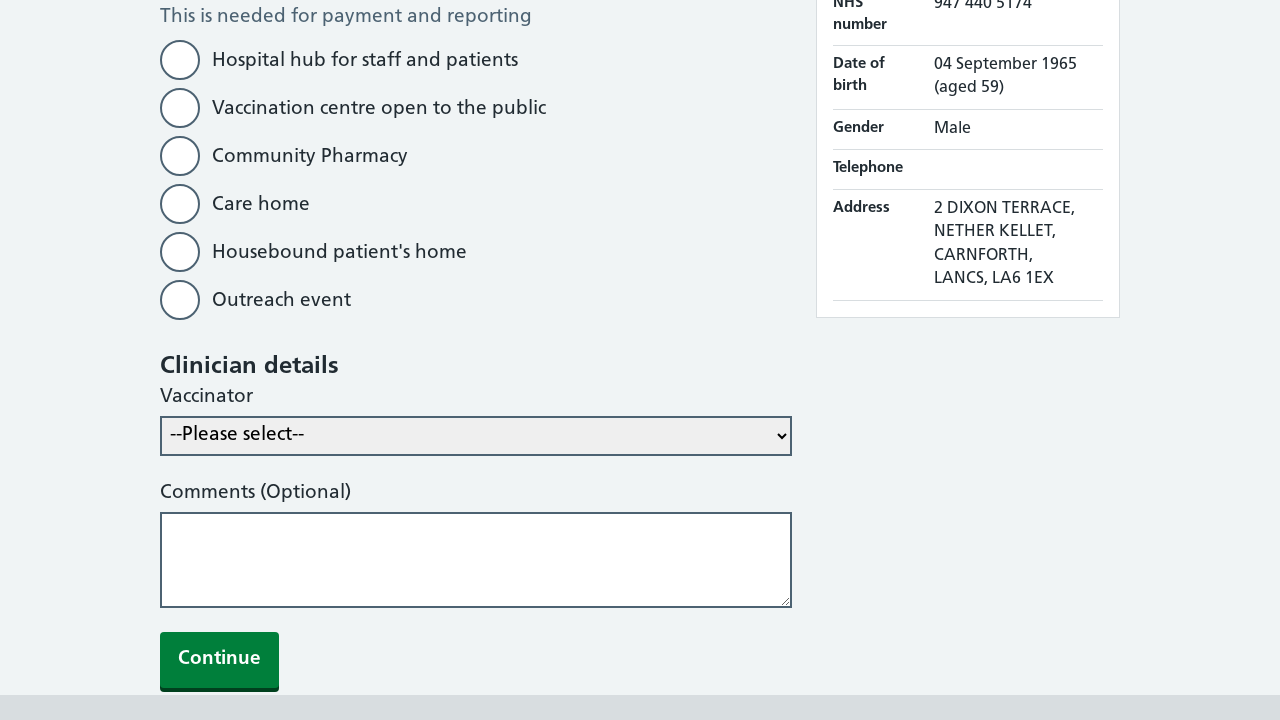 This is needed for payment and reporting
Hospital hub for staff and patients
Vaccination centre open to the public
Community Pharmacy
Care home
Housebound patient's home
Outreach event
Clinician details
Vaccinator
--Please select--
Comments (Optional)
Continue
NHS number 947 440 5174
Date of birth 04 September 1965 (aged 59)
Gender Male
Telephone
Address 2 DIXON TERRACE,
NETHER KELLET,
CARNFORTH,
LANCS, LA6 1EX